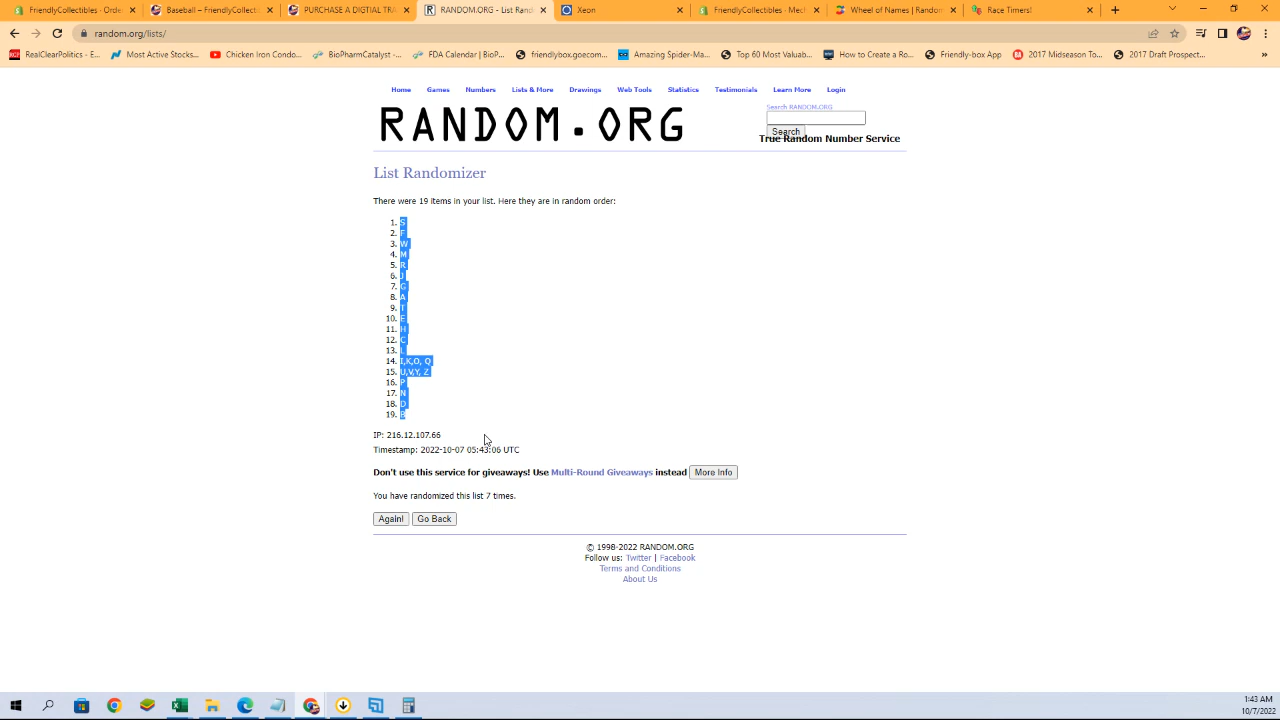 FriendlyCollectibles - Orde
Baseball – FriendlyCollecti
PURCHASE A DIGTIAL TRA
RANDOM.ORG - List Rando
Xeon
FriendlyCollectibles - Mech
Wheel of Names | Random
Race Timers!
random.org/lists/
RealClearPolitics - E...
Most Active Stocks...
Chicken Iron Condo...
BioPharmCatalyst -...
FDA Calendar | BioP...
friendlybox.goecom...
Amazing Spider-Ma...
Top 60 Most Valuab...
How to Create a Ro...
Friendly-box App
2017 Midseason To...
2017 Draft Prospect...
Home Games Numbers Lists & More Drawings Web Tools Statistics Testimonials Learn More Login
RANDOM.ORG
Search RANDOM.ORG
Search
True Random Number Service
List Randomizer
There were 19 items in your list. Here they are in random order:
1. S
2. F
3. W
4. M
5. R
6. J
7. G
8. A
9. T
10. E
11. H
12. C
13. L
14. I,K,O, Q
15. U,V,Y, Z
16. P
17. N
18. D
19. B
IP: 216.12.107.66
Timestamp: 2022-10-07 05:43:06 UTC
Don't use this service for giveaways! Use Multi-Round Giveaways instead More Info
You have randomized this list 7 times.
Again! Go Back
© 1998-2022 RANDOM.ORG
Follow us: Twitter | Facebook
Terms and Conditions
About Us
1:43 AM
10/7/2022